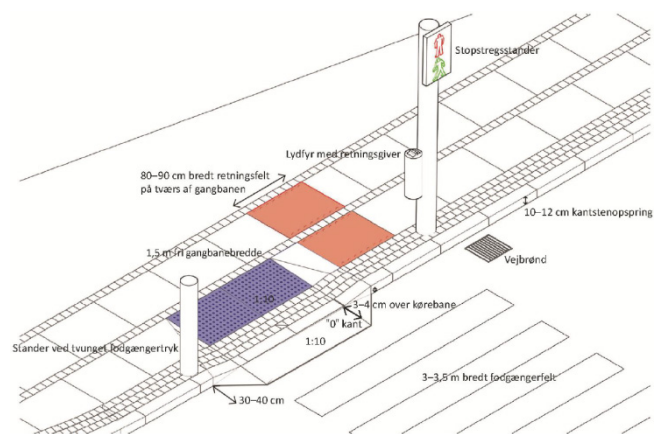 Stopstregsstander
Lydfyr med retningsgiver
80–90 cm bredt retningsfelt
på tværs af gangbanen
10–12 cm kantstenopspring
1,5 m fri gangbanebredde
Vejbrønd
1:10
3–4 cm over kørebane
"0" kant
1:10
Stander ved tvunget fodgængertryk
3–3,5 m bredt fodgængerfelt
30–40 cm